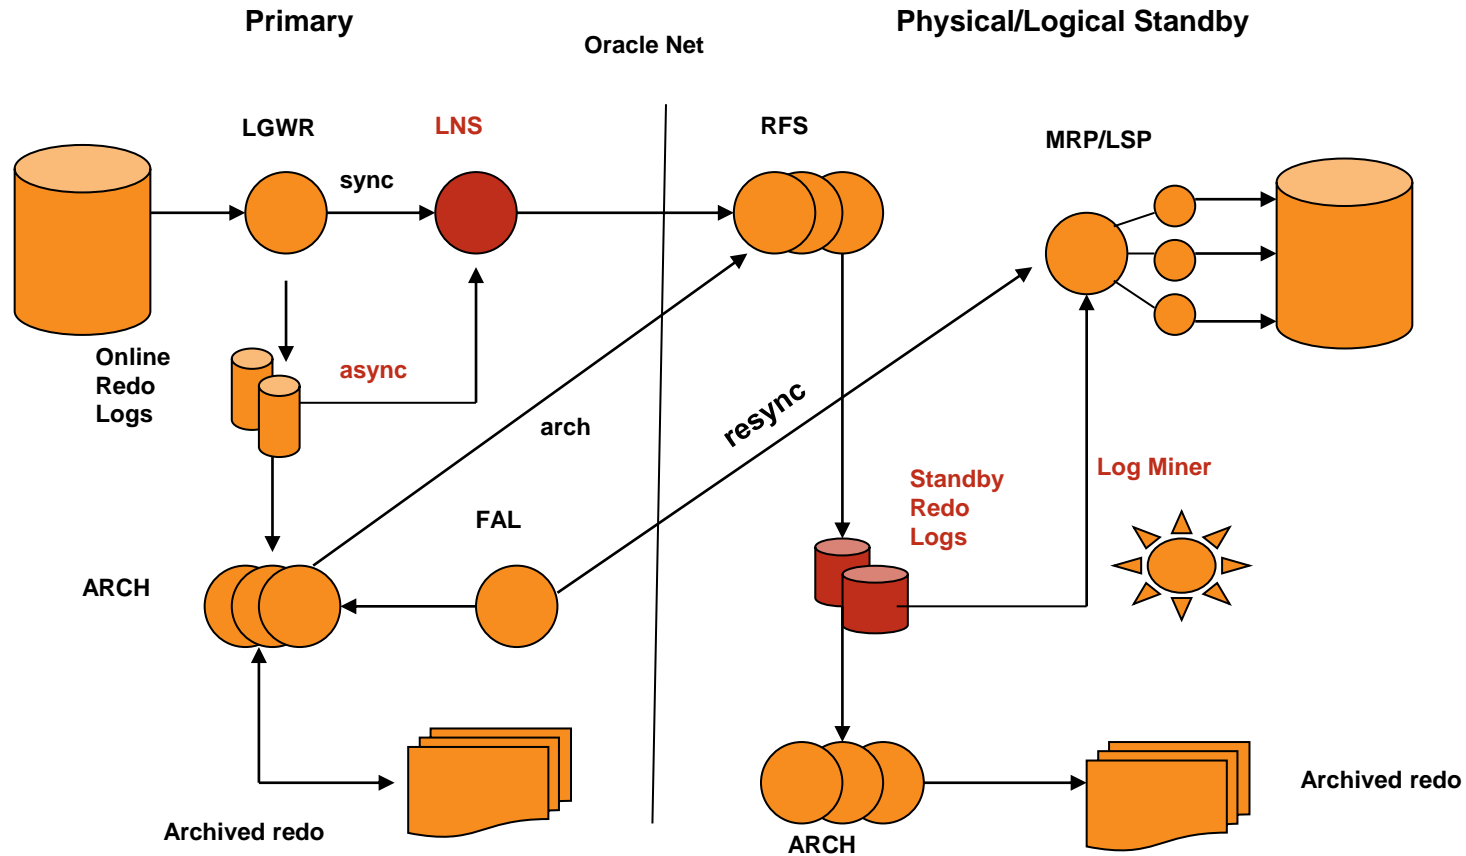 Primary
Physical/Logical Standby
Oracle Net
LGWR
LNS
RFS
MRP/LSP
sync
Online
Redo
Logs
async
arch
resync
Standby
Redo
Logs
Log Miner
FAL
ARCH
Archived redo
ARCH
Archived redo